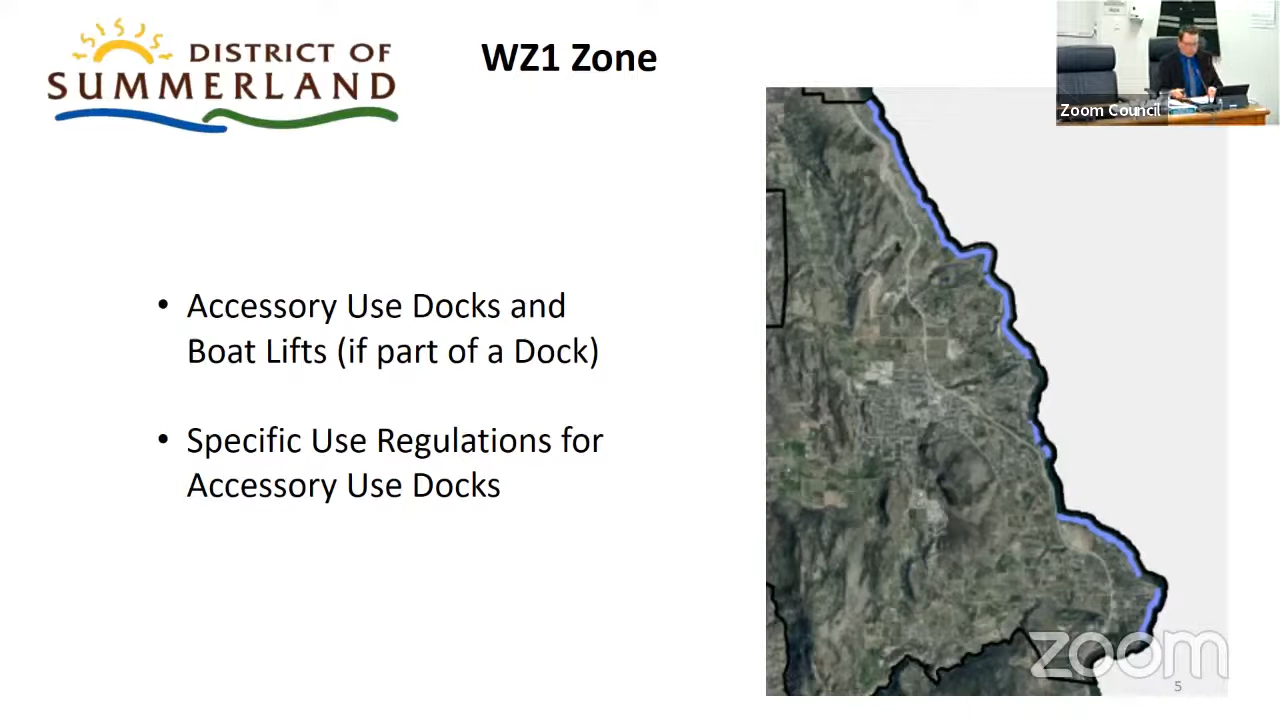 DISTRICT OF
SUMMERLAND
WZ1 Zone
Zoom Council
• Accessory Use Docks and
Boat Lifts (if part of a Dock)
• Specific Use Regulations for
Accessory Use Docks
zoom
5